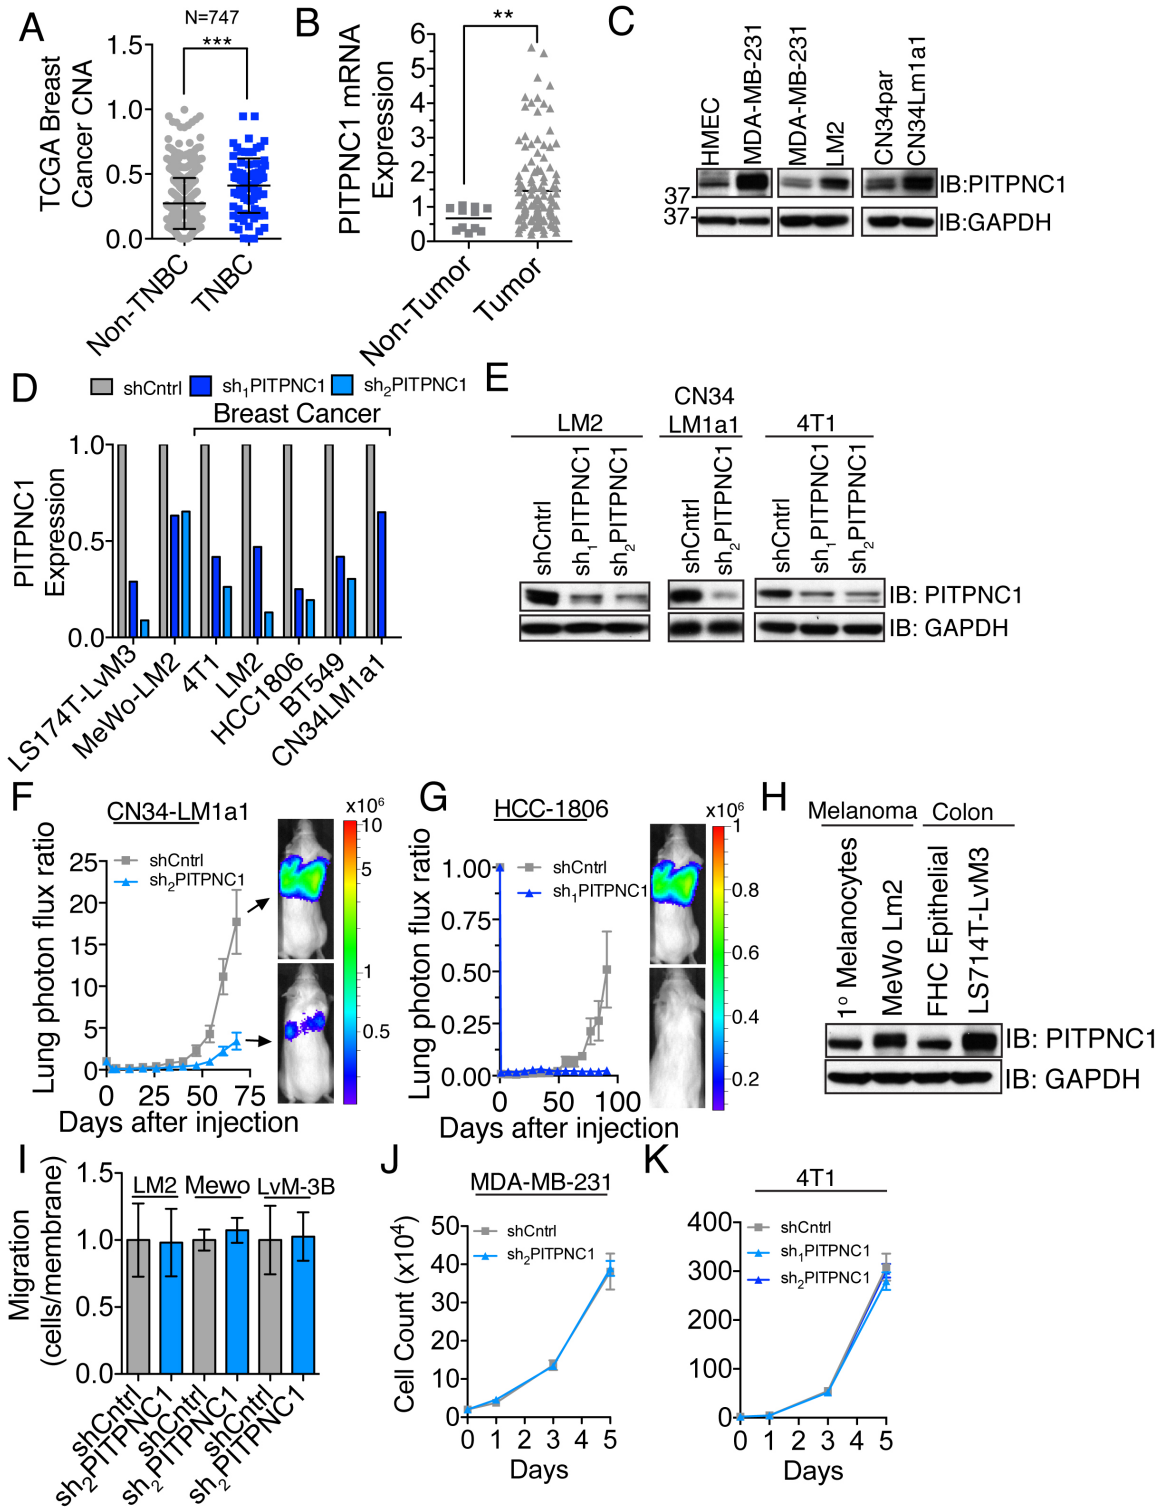 A
N=747
***
1.5
1.0
0.5
0.0
TCGA Breast
Cancer CNA
Non-TNBC
TNBC
B
**
6
5
4
3
2
1
0
PITPNC1 mRNA
Expression
Non-Tumor
Tumor
C
HMEC
MDA-MB-231
MDA-MB-231
LM2
CN34par
CN34Lm1a1
37
37
IB:PITPNC1
IB:GAPDH
D
shCntrl
sh1PITPNC1
sh2PITPNC1
Breast Cancer
1.0
0.5
0.0
PITPNC1
Expression
LS174T-LvM3
MeWo-LM2
4T1
LM2
HCC1806
BT549
CN34LM1a1
E
LM2
CN34
LM1a1
4T1
shCntrl
sh1PITPNC1
sh2PITPNC1
shCntrl
sh2PITPNC1
shCntrl
sh1PITPNC1
sh2PITPNC1
IB: PITPNC1
IB: GAPDH
F
CN34-LM1a1
shCntrl
sh2PITPNC1
25
20
15
10
5
0
Lung photon flux ratio
0 25 50 75
Days after injection
x10⁶
10
5
1
0.5
G
HCC-1806
shCntrl
sh1PITPNC1
1.00
0.75
0.50
0.25
0.00
Lung photon flux ratio
0 50 100
Days after injection
x10⁶
1
0.8
0.6
0.4
0.2
H
Melanoma
Colon
1º Melanocytes
MeWo Lm2
FHC Epithelial
LS714T-LvM3
IB: PITPNC1
IB: GAPDH
I
1.5
1.0
0.5
0.0
Migration
(cells/membrane)
LM2 Mewo LvM-3B
shCntrl
sh2PITPNC1
shCntrl
sh2PITPNC1
shCntrl
sh2PITPNC1
J
MDA-MB-231
shCntrl
sh2PITPNC1
50
40
30
20
10
0
Cell Count (x10⁴)
0 1 2 3 4 5
Days
K
4T1
shCntrl
sh1PITPNC1
sh2PITPNC1
400
300
200
100
0
0 1 2 3 4 5
Days